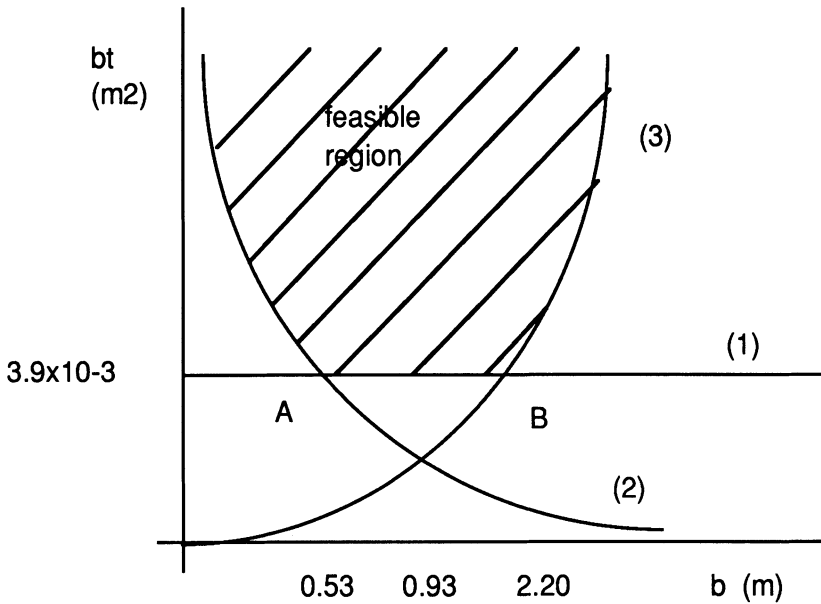 bt
(m2)
feasible
region
(3)
(1)
3.9x10-3
A
B
(2)
0.53
0.93
2.20
b (m)